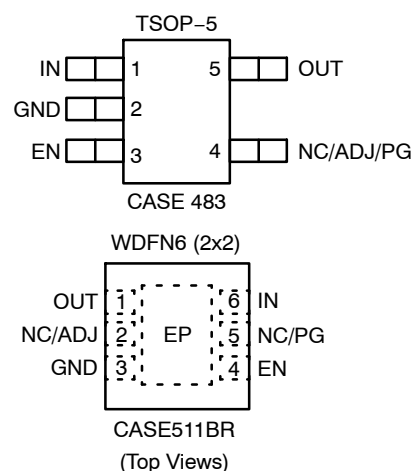 TSOP−5
IN 1 5 OUT
GND 2
EN 3 4 NC/ADJ/PG
CASE 483
WDFN6 (2x2)
OUT 1 6 IN
NC/ADJ 2 EP 5 NC/PG
GND 3 4 EN
CASE511BR
(Top Views)